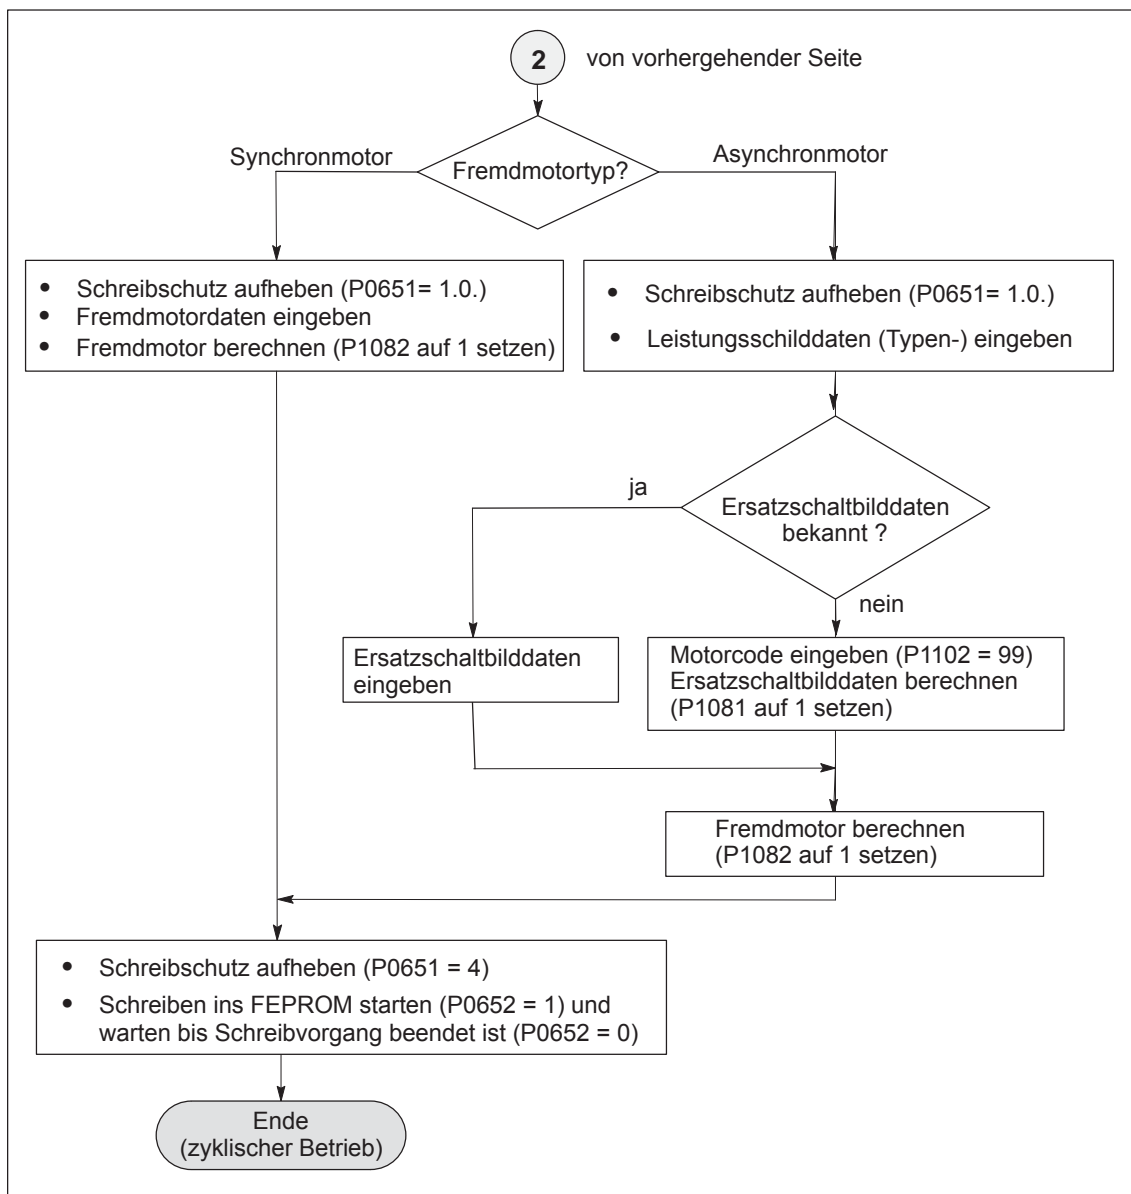 2
von vorhergehender Seite
Synchronmotor
Fremdmotortyp?
Asynchronmotor
• Schreibschutz aufheben (P0651= 1.0.)
• Fremdmotordaten eingeben
• Fremdmotor berechnen (P1082 auf 1 setzen)
• Schreibschutz aufheben (P0651= 1.0.)
• Leistungsschilddaten (Typen-) eingeben
ja
Ersatzschaltbilddaten
bekannt ?
nein
Ersatzschaltbilddaten
eingeben
Motorcode eingeben (P1102 = 99)
Ersatzschaltbilddaten berechnen
(P1081 auf 1 setzen)
Fremdmotor berechnen
(P1082 auf 1 setzen)
• Schreibschutz aufheben (P0651 = 4)
• Schreiben ins FEPROM starten (P0652 = 1) und
warten bis Schreibvorgang beendet ist (P0652 = 0)
Ende
(zyklischer Betrieb)